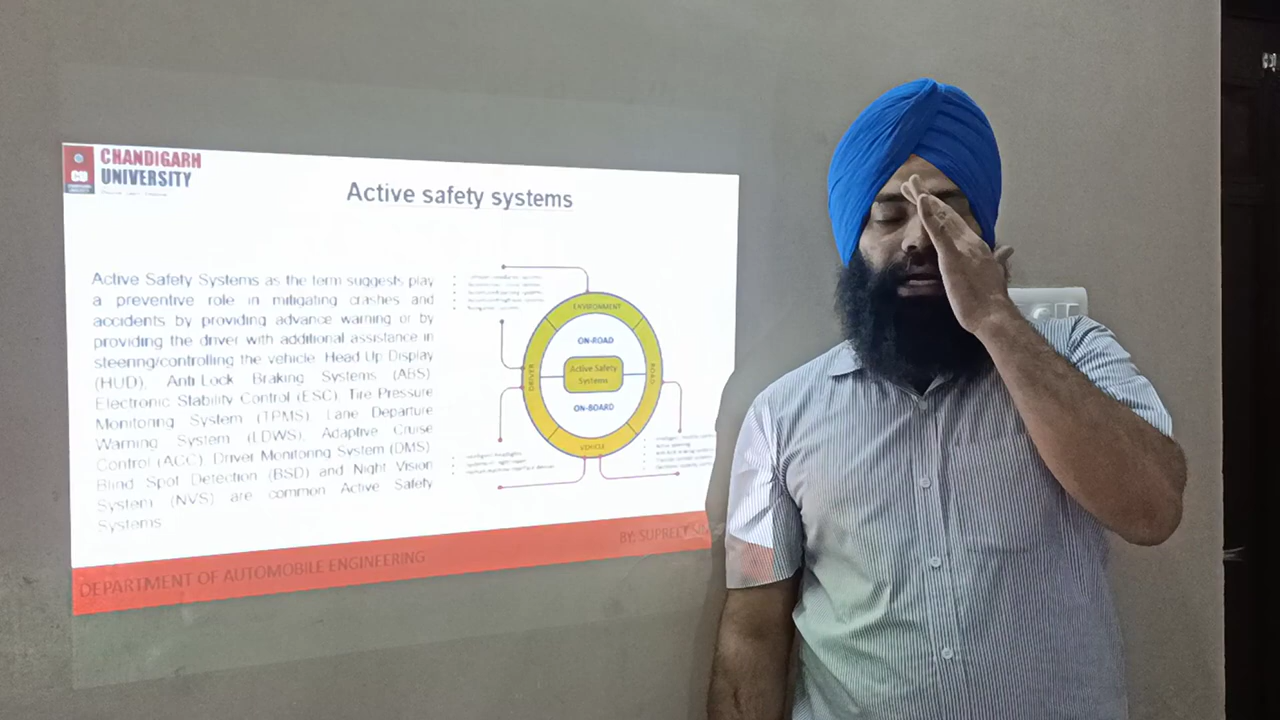 CHANDIGARH
UNIVERSITY
CU
Active safety systems
Active Safety Systems as the term suggests play
a preventive role in mitigating crashes and
accidents by providing advance warning or by
providing the driver with additional assistance in
steering/controlling the vehicle. Head Up Display
(HUD), Anti-Lock Braking Systems (ABS)
Electronic Stability Control (ESC), Tire Pressure
Monitoring System (TPMS), Lane Departure
Warning System (LDWS), Adaptive Cruise
Control (ACC), Driver Monitoring System (DMS)
Blind Spot Detection (BSD) and Night Vision
System (NVS) are common Active Safety
Systems
ENVIRONMENT
ON-ROAD
DRIVER
Active Safety
Systems
ROAD
ON-BOARD
VEHICLE
DEPARTMENT OF AUTOMOBILE ENGINEERING
BY: SUPREET